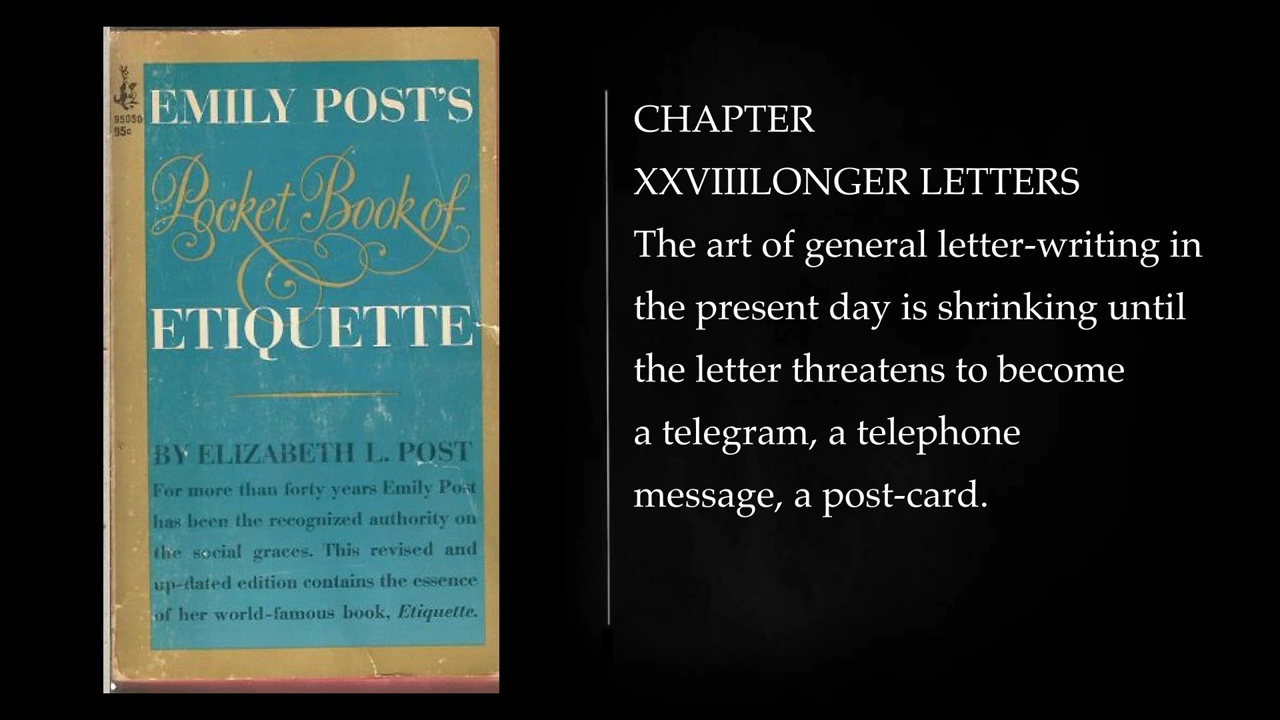 95050
95c
EMILY POST'S
Pocket Book of
ETIQUETTE
BY ELIZABETH L. POST
For more than forty years Emily Post
has been the recognized authority on
the social graces. This revised and
up-dated edition contains the essence
of her world-famous book, Etiquette.
CHAPTER
XXVIIILONGER LETTERS
The art of general letter-writing in
the present day is shrinking until
the letter threatens to become
a telegram, a telephone
message, a post-card.